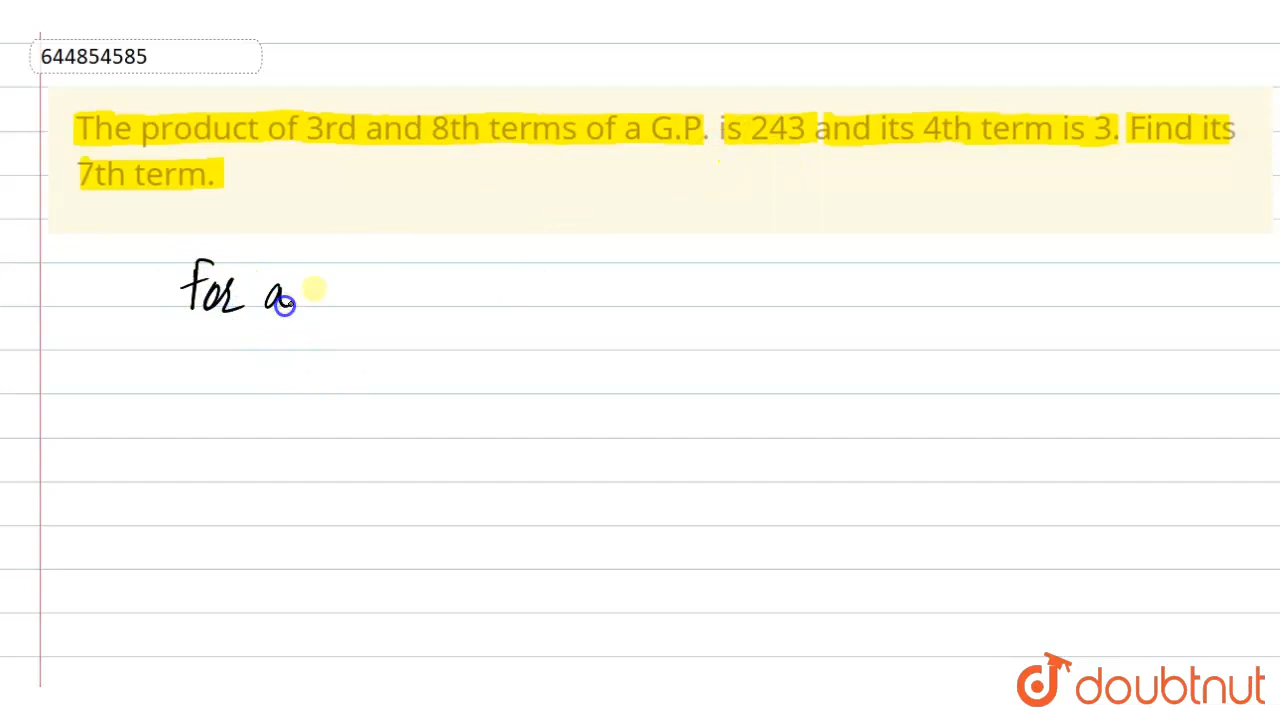 644854585
The product of 3rd and 8th terms of a G.P. is 243 and its 4th term is 3. Find its
7th term.
For a
doubtnut